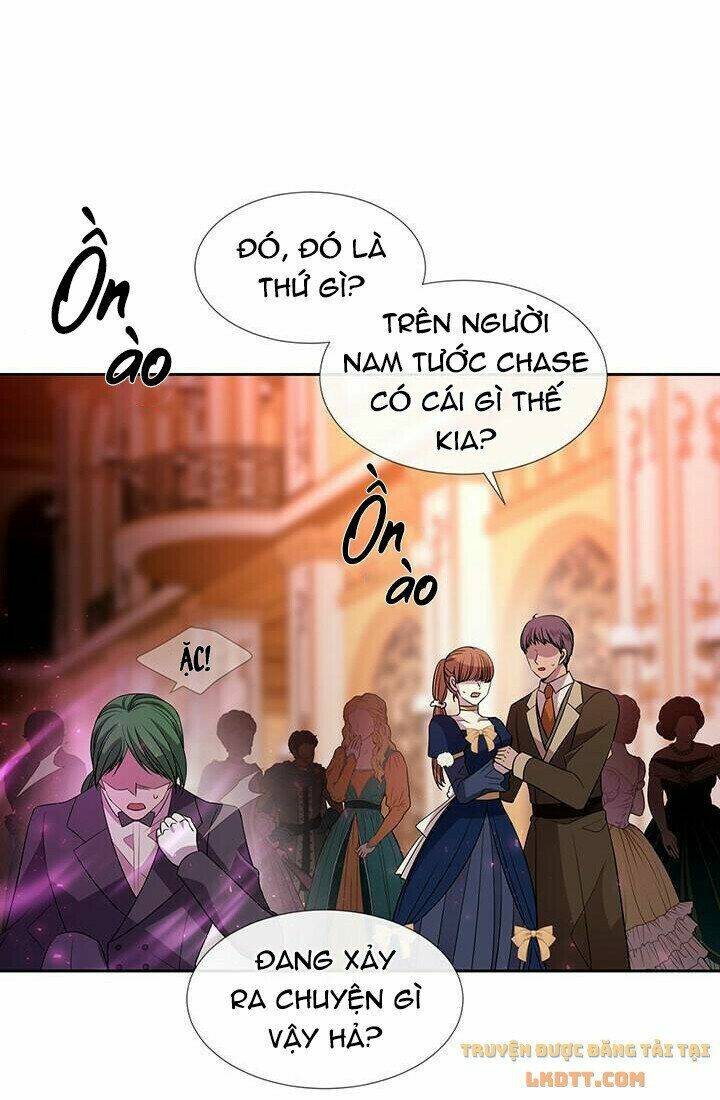 ĐÓ, ĐÓ LÀ
THỨ GÌ?
ỒN
ÀO
TRÊN NGƯỜI
NAM TƯỚC CHASE
CÓ CÁI GÌ THẾ
KIA?
ỒN
ÀO
ẶC!
ĐANG XẢY
RA CHUYỆN GÌ
VẬY HẢ?
TRUYỆN ĐƯỢC ĐĂNG TẢI TẠI
LKDTT.COM